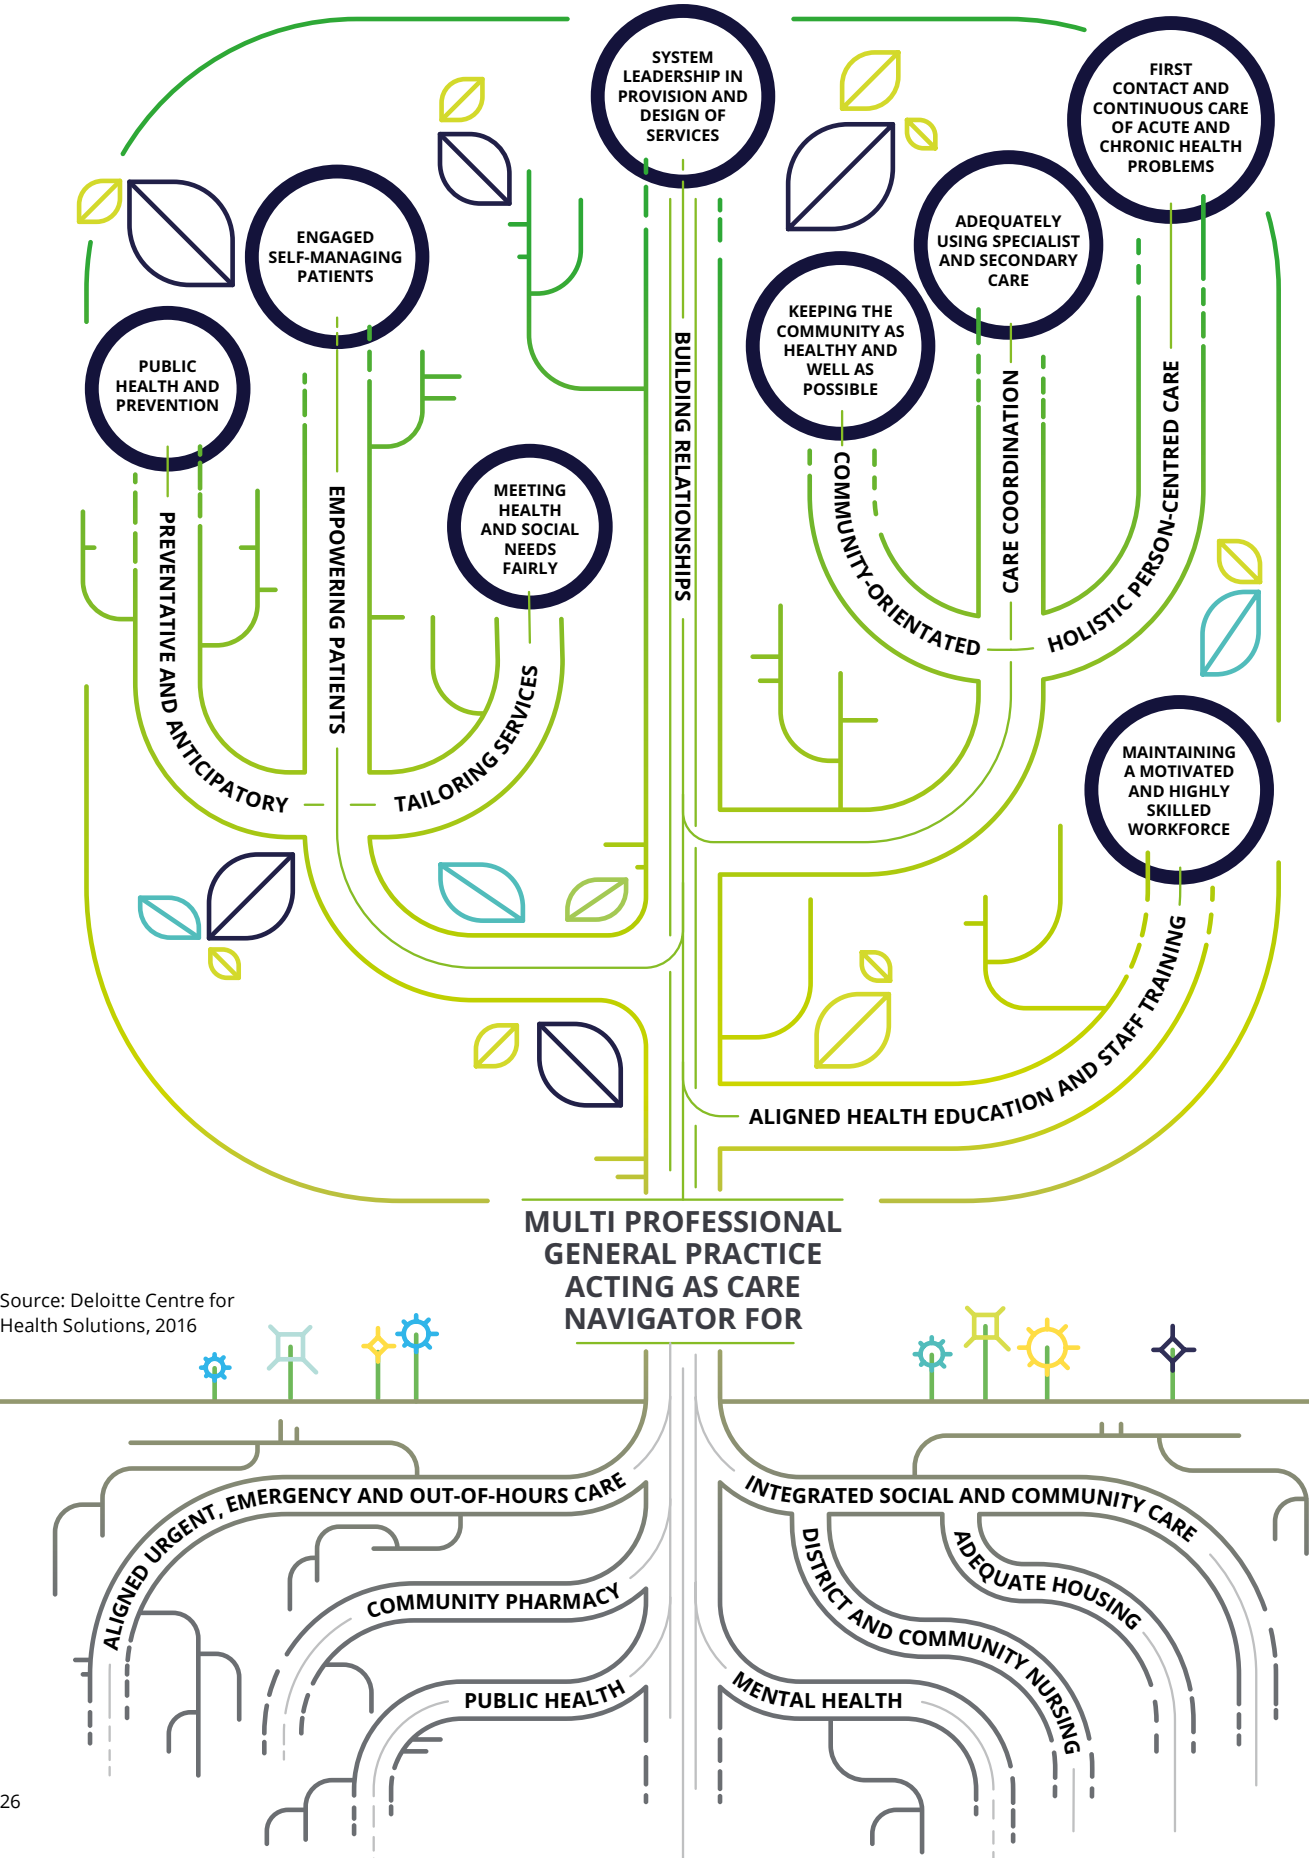 SYSTEM
LEADERSHIP IN
PROVISION AND
DESIGN OF
SERVICES
FIRST
CONTACT AND
CONTINUOUS CARE
OF ACUTE AND
CHRONIC HEALTH
PROBLEMS
ENGAGED
SELF-MANAGING
PATIENTS
ADEQUATELY
USING SPECIALIST
AND SECONDARY
CARE
KEEPING THE
COMMUNITY AS
HEALTHY AND
WELL AS
POSSIBLE
PUBLIC
HEALTH AND
PREVENTION
MEETING
HEALTH
AND SOCIAL
NEEDS
FAIRLY
PREVENTATIVE AND ANTICIPATORY
EMPOWERING PATIENTS
TAILORING SERVICES
BUILDING RELATIONSHIPS
COMMUNITY-ORIENTATED
CARE COORDINATION
HOLISTIC PERSON-CENTRED CARE
MAINTAINING
A MOTIVATED
AND HIGHLY
SKILLED
WORKFORCE
ALIGNED HEALTH EDUCATION AND STAFF TRAINING
MULTI PROFESSIONAL
GENERAL PRACTICE
ACTING AS CARE
NAVIGATOR FOR
Source: Deloitte Centre for
Health Solutions, 2016
ALIGNED URGENT, EMERGENCY AND OUT-OF-HOURS CARE
INTEGRATED SOCIAL AND COMMUNITY CARE
COMMUNITY PHARMACY
DISTRICT AND COMMUNITY NURSING
ADEQUATE HOUSING
PUBLIC HEALTH
MENTAL HEALTH
26